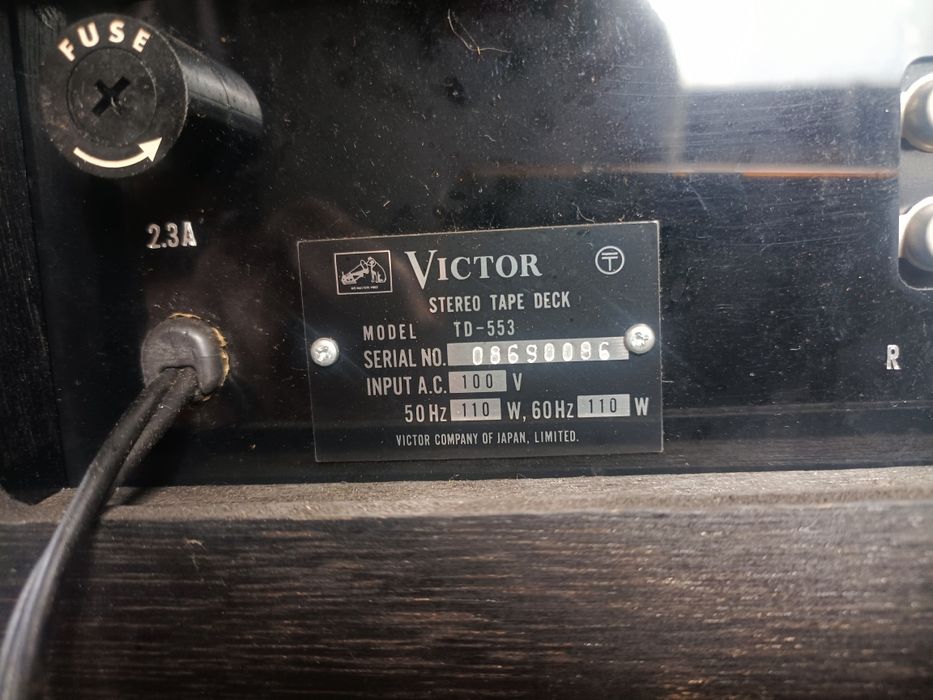 FUSE
2.3A
VICTOR
STEREO TAPE DECK
MODEL TD-553
SERIAL NO. 08690096
INPUT A.C. 100 V
50Hz 110 W, 60Hz 110 W
VICTOR COMPANY OF JAPAN, LIMITED.
R